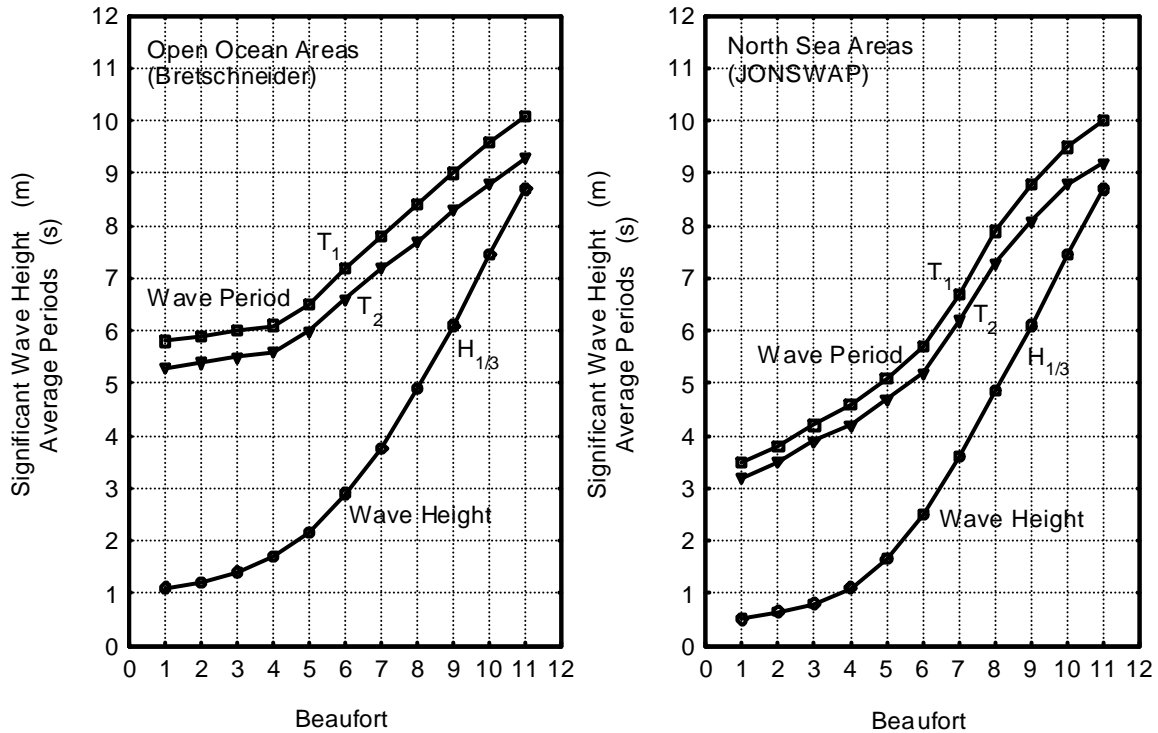 Open Ocean Areas
(Bretschneider)
Significant Wave Height (m)
Average Periods (s)
12
11
10
9
8
7
6
5
4
3
2
1
0
T1
Wave Period
T2
H1/3
Wave Height
0 1 2 3 4 5 6 7 8 9 10 11 12
Beaufort
North Sea Areas
(JONSWAP)
Significant Wave Height (m)
Average Periods (s)
12
11
10
9
8
7
6
5
4
3
2
1
0
T1
T2
Wave Period
H1/3
Wave Height
0 1 2 3 4 5 6 7 8 9 10 11 12
Beaufort